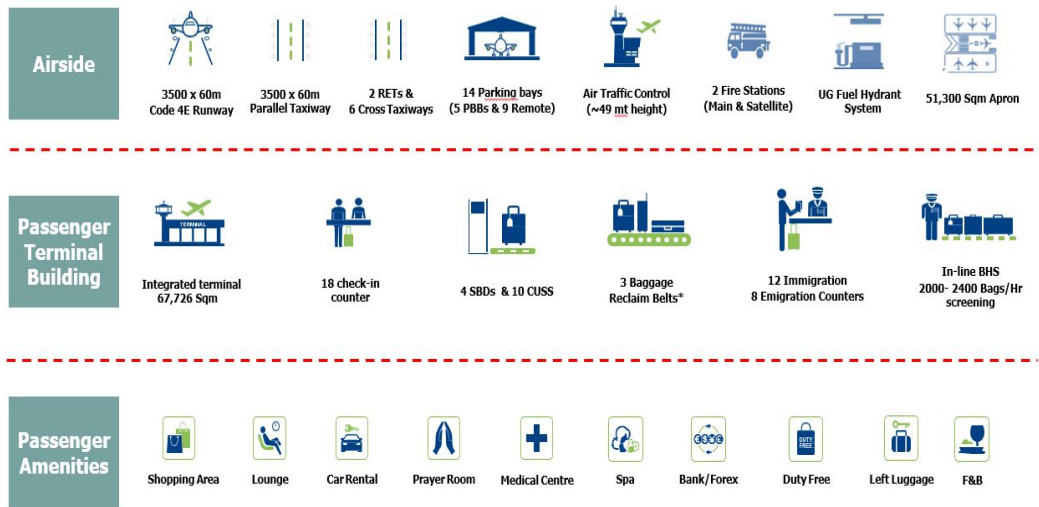 Airside
3500 x 60m
Code 4E Runway
3500 x 60m
Parallel Taxiway
2 RETs &
6 Cross Taxiways
14 Parking bays
(5 PBBs & 9 Remote)
Air Traffic Control
(~49 mt height)
2 Fire Stations
(Main & Satellite)
UG Fuel Hydrant
System
51,300 Sqm Apron
Passenger
Terminal
Building
TERMINAL
Integrated terminal
67,726 Sqm
18 check-in
counter
4 SBDs & 10 CUSS
3 Baggage
Reclaim Belts*
12 Immigration
8 Emigration Counters
In-line BHS
2000- 2400 Bags/Hr
screening
Passenger
Amenities
DUTY
FREE
Shopping Area
Lounge
Car Rental
Prayer Room
Medical Centre
Spa
Bank/Forex
Duty Free
Left Luggage
F&B